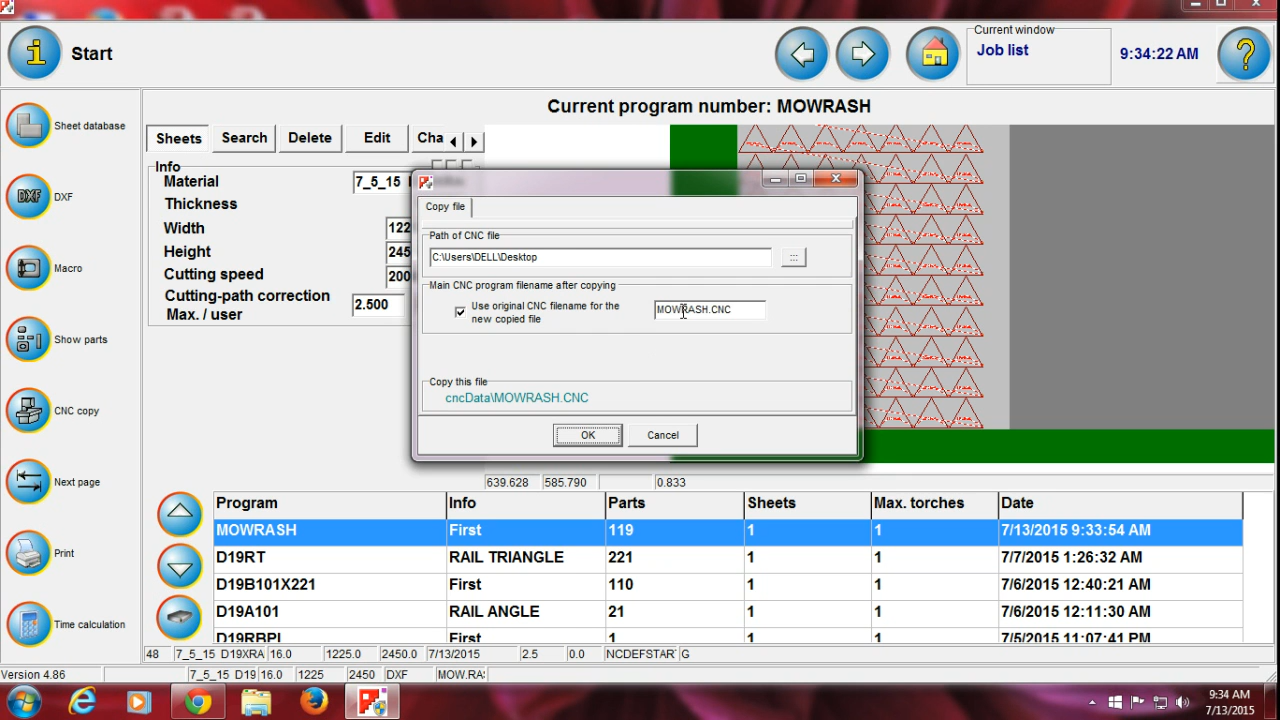 Start
Current window
Job list
9:34:22 AM
Sheet database
DXF
DXF
Macro
Show parts
CNC copy
Next page
Print
Time calculation
Current program number: MOWRASH
Sheets Search Delete Edit Cha
Info
Material 7_5_15
Thickness
Width 122
Height 245
Cutting speed 200
Cutting-path correction
Max. / user 2.500
Copy file
Path of CNC file
C:\Users\DELL\Desktop
Main CNC program filename after copying
Use original CNC filename for the
new copied file
MOWRASH.CNC
Copy this file
cncData\MOWRASH.CNC
OK Cancel
639.628 585.790 0.833
Program Info Parts Sheets Max. torches Date
MOWRASH First 119 1 1 7/13/2015 9:33:54 AM
D19RT RAIL TRIANGLE 221 1 1 7/7/2015 1:26:32 AM
D19B101X221 First 110 1 1 7/6/2015 12:40:21 AM
D19A101 RAIL ANGLE 21 1 1 7/6/2015 12:11:30 AM
D19RBPL First 1 1 1 7/5/2015 11:07:41 PM
48 7_5_15 D19XRA 16.0 1225.0 2450.0 7/13/2015 2.5 0.0 NCDEFSTAR G
Version 4.86 7_5_15 D19 16.0 1225 2450 DXF MOW.RA
9:34 AM
7/13/2015